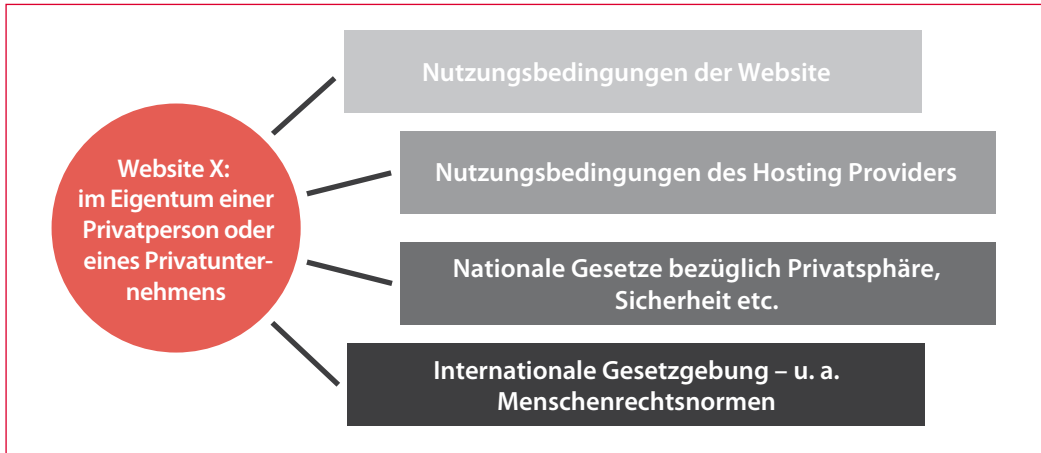 Nutzungsbedingungen der Website
Website X:
im Eigentum einer
Privatperson oder
eines Privatunter-
nehmens
Nutzungsbedingungen des Hosting Providers
Nationale Gesetze bezüglich Privatsphäre,
Sicherheit etc.
Internationale Gesetzgebung – u. a.
Menschenrechtsnormen